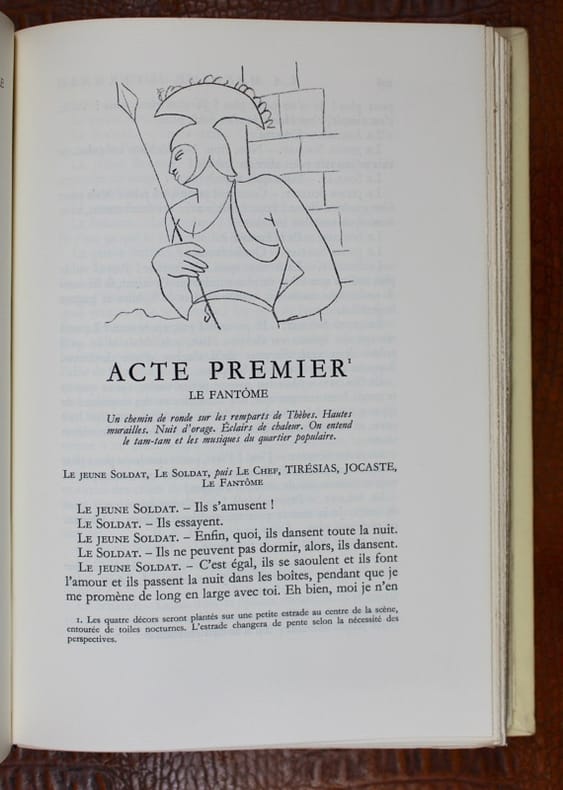 ACTE PREMIER¹
LE FANTÔME
Un chemin de ronde sur les remparts de Thèbes. Hautes
murailles. Nuit d'orage. Éclairs de chaleur. On entend
le tam-tam et les musiques du quartier populaire.
LE JEUNE SOLDAT, LE SOLDAT, puis LE CHEF, TIRÉSIAS, JOCASTE,
LE FANTÔME
LE JEUNE SOLDAT. – Ils s'amusent !
LE SOLDAT. – Ils essayent.
LE JEUNE SOLDAT. – Enfin, quoi, ils dansent toute la nuit.
LE SOLDAT. – Ils ne peuvent pas dormir, alors, ils dansent.
LE JEUNE SOLDAT. – C'est égal, ils se saoulent et ils font
l'amour et ils passent la nuit dans les boîtes, pendant que je
me promène de long en large avec toi. Eh bien, moi je n'en
1. Les quatre décors seront plantés sur une petite estrade au centre de la scène,
entourée de toiles nocturnes. L'estrade changera de pente selon la nécessité des
perspectives.